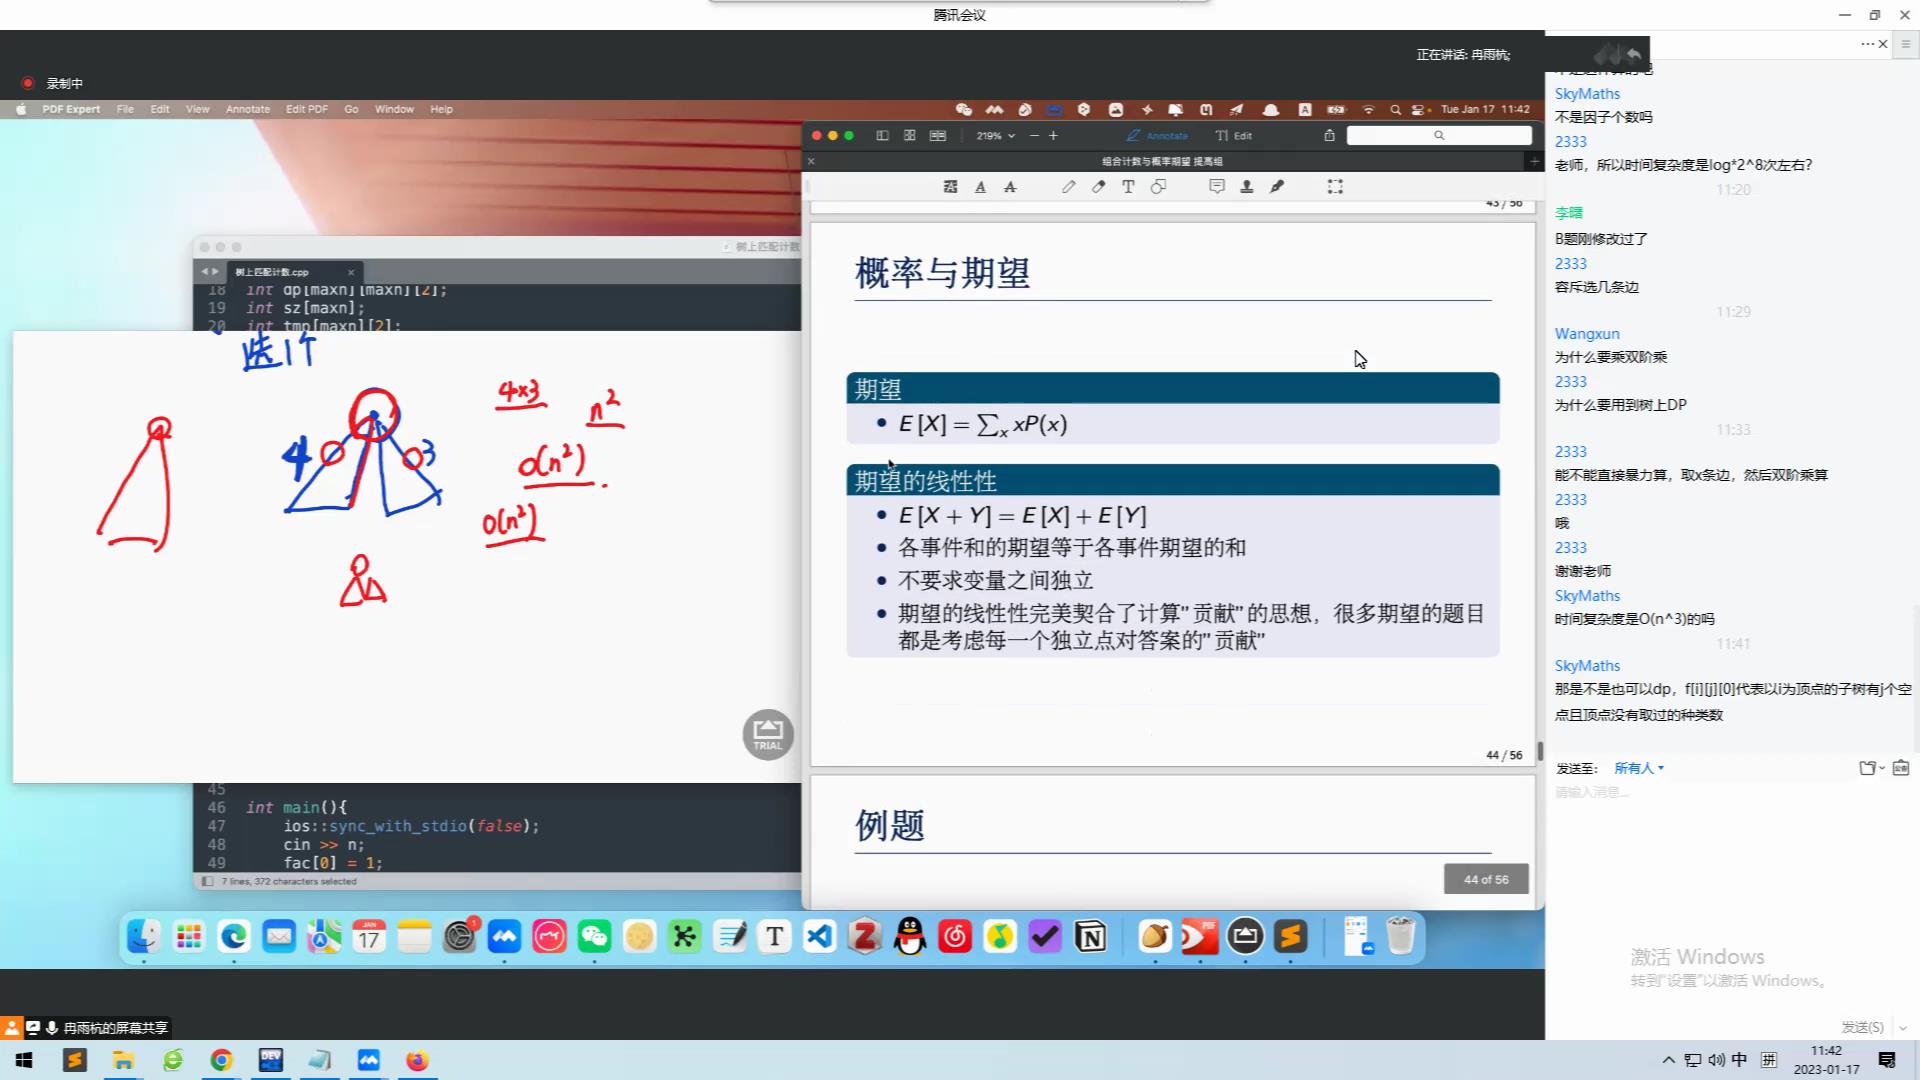 腾讯会议
正在讲话: 冉雨杭;
录制中
PDF Expert File Edit View Annotate Edit PDF Go Window Help
Tue Jan 17 11:42
219%
Annotate
Edit
组合计数与概率期望 提高组
43 / 56
概率与期望
期望
E [X] = ∑ₓ xP(x)
期望的线性性
E [X + Y] = E [X] + E [Y]
各事件和的期望等于各事件期望的和
不要求变量之间独立
期望的线性性完美契合了计算"贡献"的思想，很多期望的题目
都是考虑每一个独立点对答案的"贡献"
44 / 56
例题
44 of 56
树上匹配计数
树上匹配计数.cpp
18 int dp[maxn][maxn][2];
19 int sz[maxn];
20 int tmp[maxn][2];
选1个
4×3
n²
4
3
O(n²)
O(n²)
TRIAL
45
46 int main(){
47 ios::sync_with_stdio(false);
48 cin >> n;
49 fac[0] = 1;
7 lines, 372 characters selected
JAN
17
1
PDF
冉雨杭的屏幕共享
SkyMaths
不是因子个数吗
2333
老师，所以时间复杂度是log*2^8次左右?
11:20
李曙
B题刚修改过了
2333
容斥选几条边
11:29
Wangxun
为什么要乘双阶乘
2333
为什么要用到树上DP
11:33
2333
能不能直接暴力算，取x条边，然后双阶乘算
2333
哦
2333
谢谢老师
SkyMaths
时间复杂度是O(n^3)的吗
11:41
SkyMaths
那是不是也可以dp，f[i][j][0]代表以i为顶点的子树有j个空
点且顶点没有取过的种类数
发送至: 所有人
请输入消息...
激活 Windows
转到"设置"以激活 Windows。
发送(S)
DEV
中
拼
11:42
2023-01-17